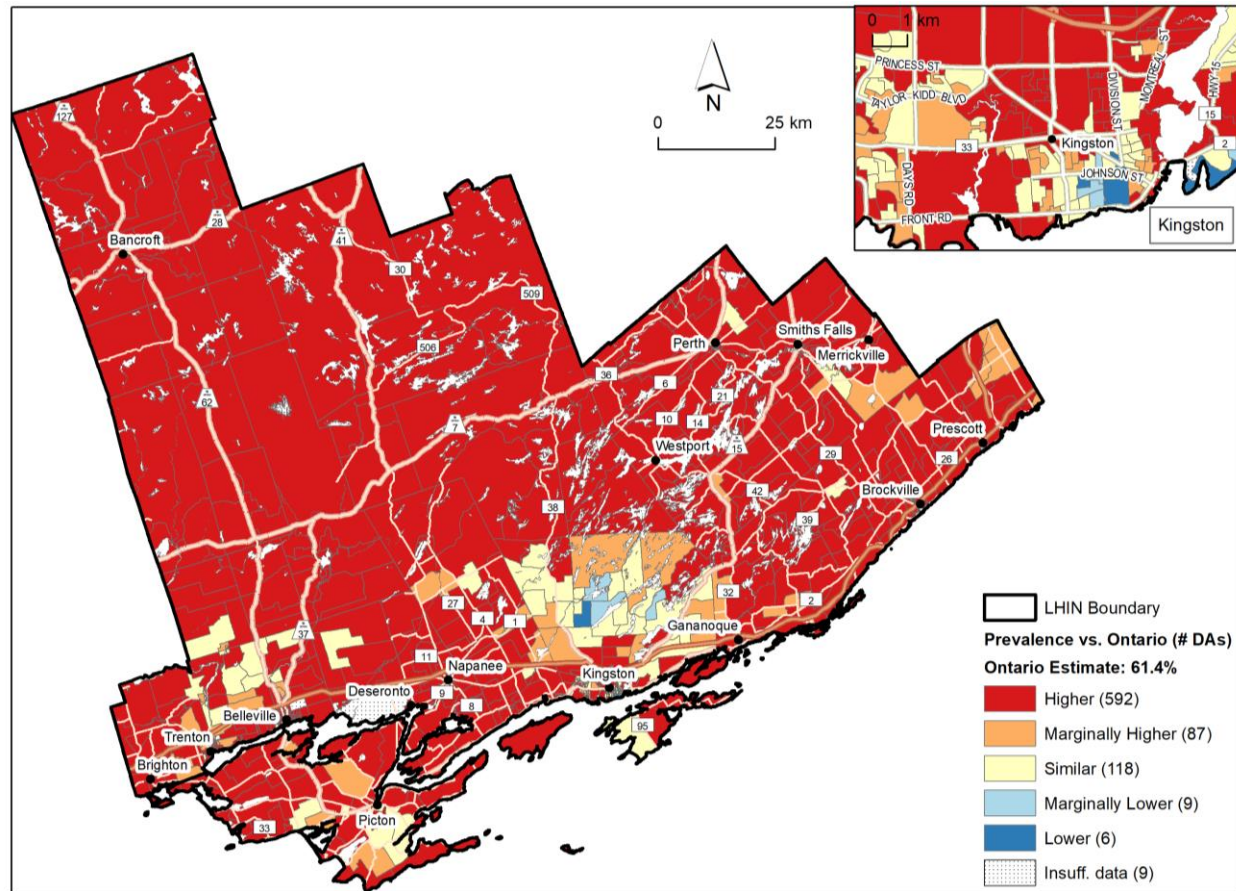 0 1 km
PRINCESS ST
TAYLOR KIDD BLVD
DIVISION ST
MONTREAL ST
HWY 15
15
2
33
Kingston
JOHNSON ST
DAYS RD
FRONT RD
Kingston
N
0 25 km
127
28
Bancroft
41
30
509
506
62
7
36
Perth
Smiths Falls
Merrickville
6
21
10
14
15
Westport
29
Prescott
26
Brockville
42
39
38
32
2
27
4
1
37
11
Gananoque
Napanee
Kingston
Deseronto
9
8
95
Belleville
Trenton
Brighton
33
Picton
LHIN Boundary
Prevalence vs. Ontario (# DAs)
Ontario Estimate: 61.4%
Higher (592)
Marginally Higher (87)
Similar (118)
Marginally Lower (9)
Lower (6)
Insuff. data (9)